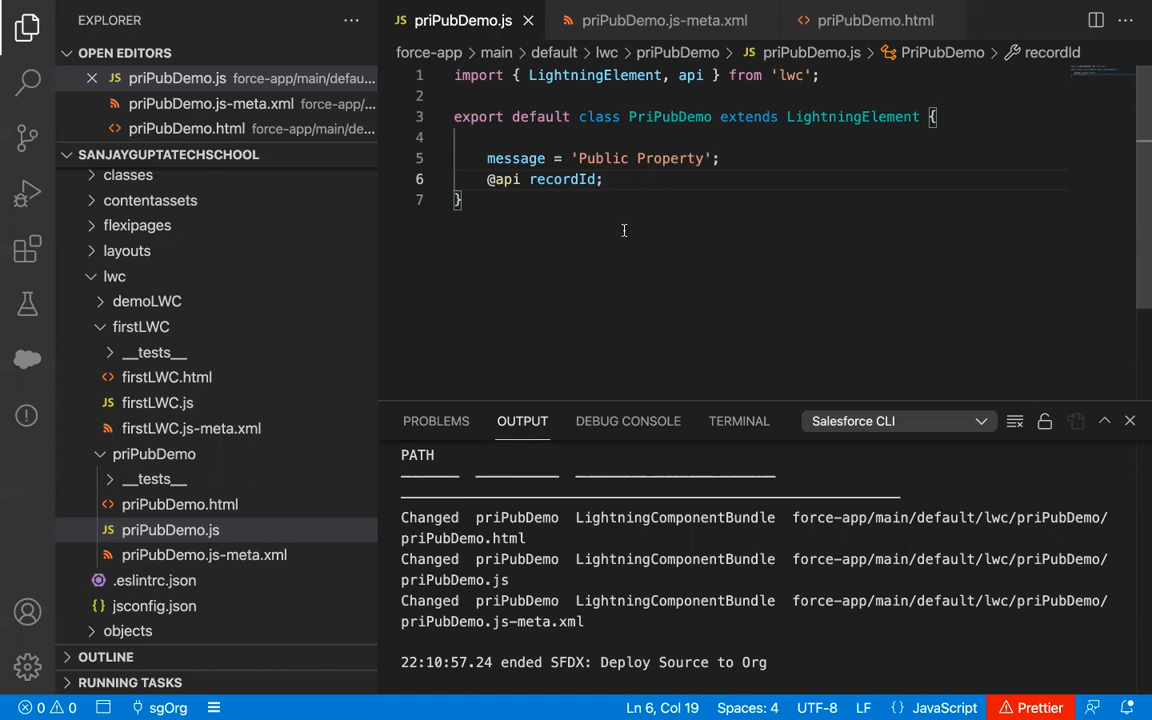 EXPLORER
priPubDemo.js
priPubDemo.js-meta.xml
priPubDemo.html
OPEN EDITORS
force-app > main > default > lwc > priPubDemo > JS priPubDemo.js > PriPubDemo > recordId
JS priPubDemo.js force-app/main/defau...
priPubDemo.js-meta.xml force-app/...
priPubDemo.html force-app/main/de...
SANJAYGUPTATECHSCHOOL
classes
contentassets
flexipages
layouts
lwc
demoLWC
firstLWC
__tests__
firstLWC.html
JS firstLWC.js
firstLWC.js-meta.xml
priPubDemo
__tests__
priPubDemo.html
JS priPubDemo.js
priPubDemo.js-meta.xml
.eslintrc.json
{} jsconfig.json
objects
OUTLINE
RUNNING TASKS
1 import { LightningElement, api } from 'lwc';
2
3 export default class PriPubDemo extends LightningElement {
4
5 message = 'Public Property';
6 @api recordId;
7 }
PROBLEMS OUTPUT DEBUG CONSOLE TERMINAL Salesforce CLI
PATH
Changed priPubDemo LightningComponentBundle force-app/main/default/lwc/priPubDemo/
priPubDemo.html
Changed priPubDemo LightningComponentBundle force-app/main/default/lwc/priPubDemo/
priPubDemo.js
Changed priPubDemo LightningComponentBundle force-app/main/default/lwc/priPubDemo/
priPubDemo.js-meta.xml
22:10:57.24 ended SFDX: Deploy Source to Org
0 0 sgOrg Ln 6, Col 19 Spaces: 4 UTF-8 LF {} JavaScript Prettier